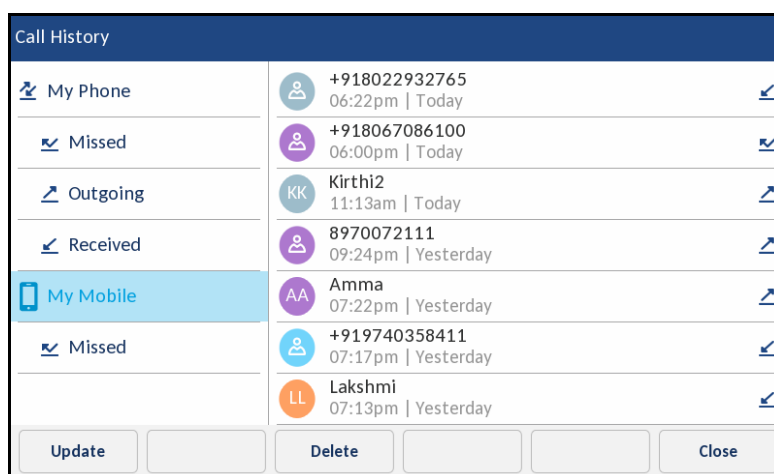 Call History
My Phone
Missed
Outgoing
Received
My Mobile
Missed
+918022932765
06:22pm | Today
+918067086100
06:00pm | Today
KK
Kirthi2
11:13am | Today
8970072111
09:24pm | Yesterday
AA
Amma
07:22pm | Yesterday
+919740358411
07:17pm | Yesterday
LL
Lakshmi
07:13pm | Yesterday
Update
Delete
Close